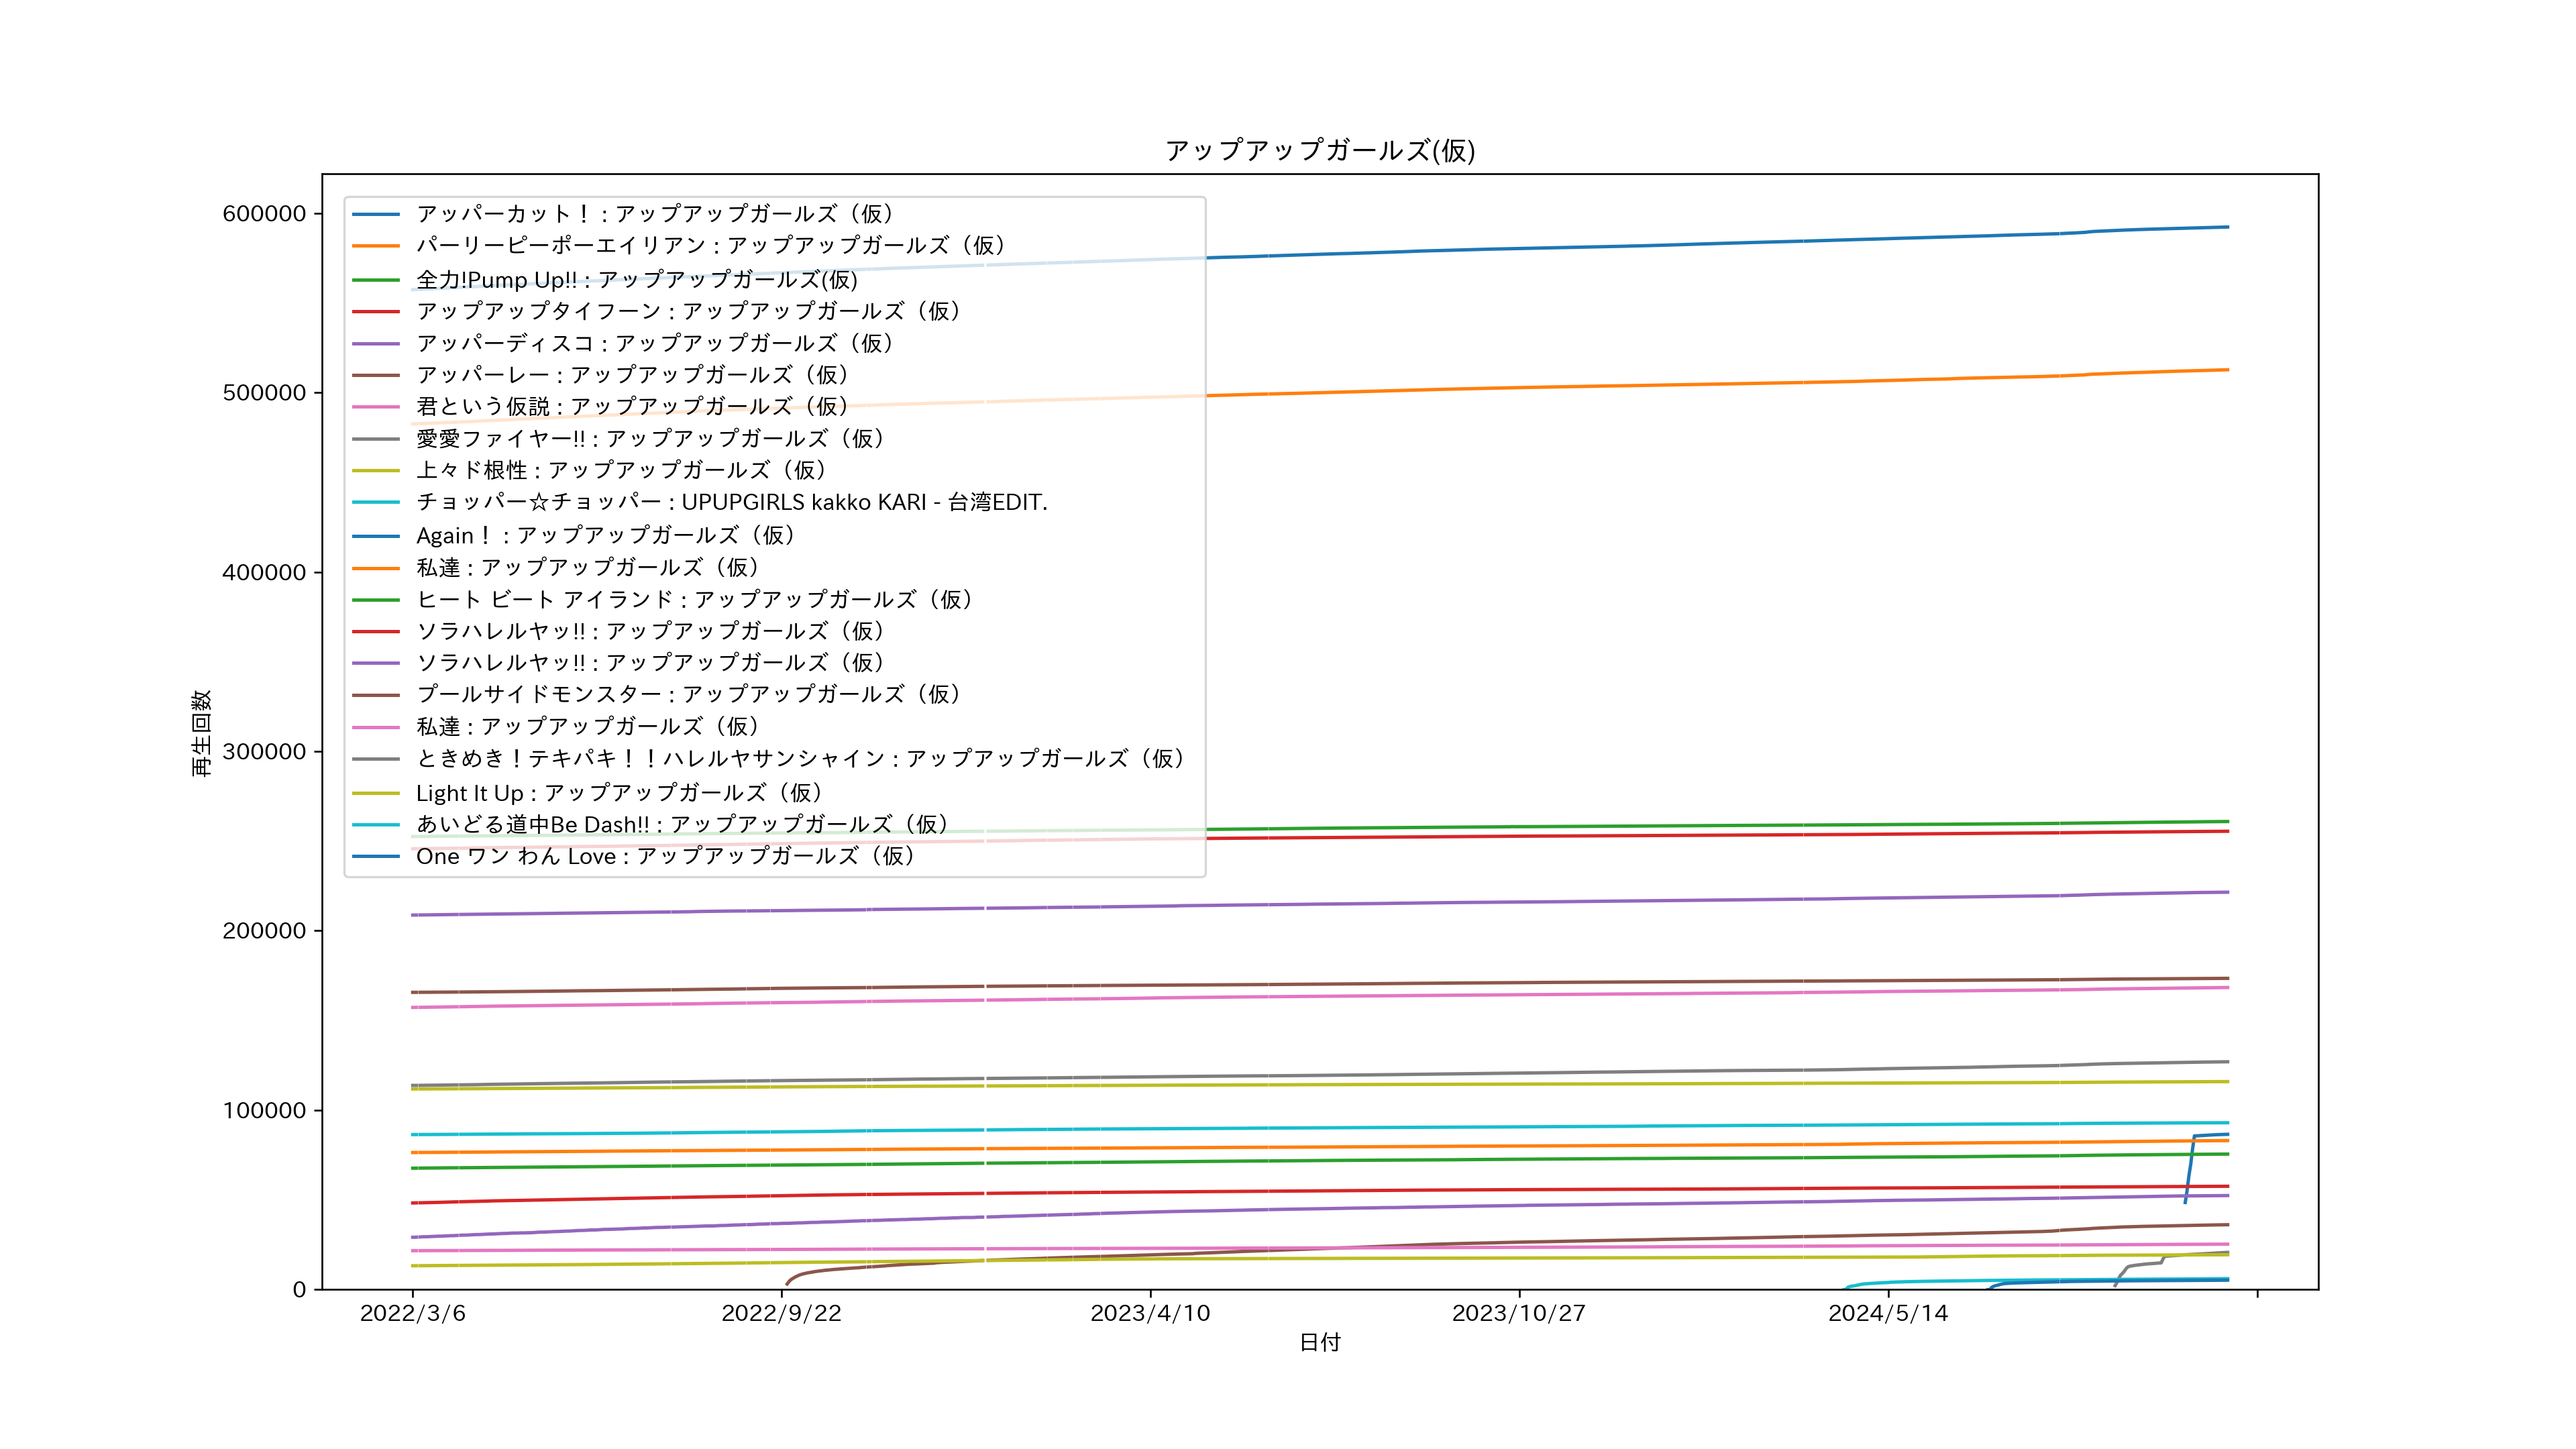 アップアップガールズ(仮)
600000
500000
400000
300000
200000
100000
0
再生回数
アッパーカット！ : アップアップガールズ（仮）
パーリーピーポーエイリアン : アップアップガールズ（仮）
全力!Pump Up!! : アップアップガールズ(仮)
アップアップタイフーン : アップアップガールズ（仮）
アッパーディスコ : アップアップガールズ（仮）
アッパーレー : アップアップガールズ（仮）
君という仮説 : アップアップガールズ（仮）
愛愛ファイヤー!! : アップアップガールズ（仮）
上々ド根性 : アップアップガールズ（仮）
チョッパー☆チョッパー : UPUPGIRLS kakko KARI - 台湾EDIT.
Again！ : アップアップガールズ（仮）
私達 : アップアップガールズ（仮）
ヒート ビート アイランド : アップアップガールズ（仮）
ソラハレルヤッ!! : アップアップガールズ（仮）
ソラハレルヤッ!! : アップアップガールズ（仮）
プールサイドモンスター : アップアップガールズ（仮）
私達 : アップアップガールズ（仮）
ときめき！テキパキ！！ハレルヤサンシャイン : アップアップガールズ（仮）
Light It Up : アップアップガールズ（仮）
あいどる道中Be Dash!! : アップアップガールズ（仮）
One ワン わん Love : アップアップガールズ（仮）
2022/3/6
2022/9/22
2023/4/10
2023/10/27
2024/5/14
日付